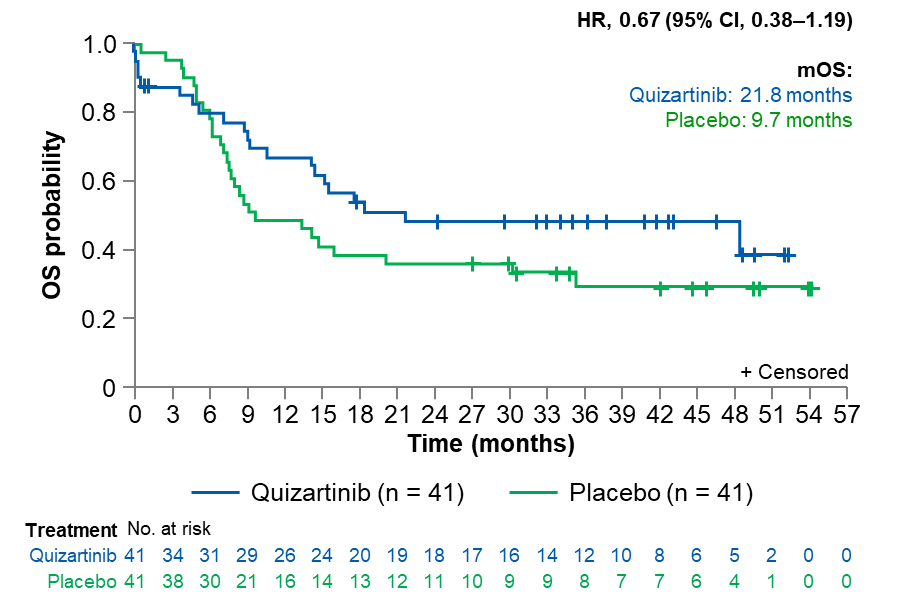 HR, 0.67 (95% CI, 0.38–1.19)
mOS:
Quizartinib: 21.8 months
Placebo: 9.7 months
OS probability
1.0
0.8
0.6
0.4
0.2
0
+ Censored
0 3 6 9 12 15 18 21 24 27 30 33 36 39 42 45 48 51 54 57
Time (months)
Quizartinib (n = 41) Placebo (n = 41)
Treatment No. at risk
Quizartinib 41 34 31 29 26 24 20 19 18 17 16 14 12 10 8 6 5 2 0 0
Placebo 41 38 30 21 16 14 13 12 11 10 9 9 8 7 7 6 4 1 0 0